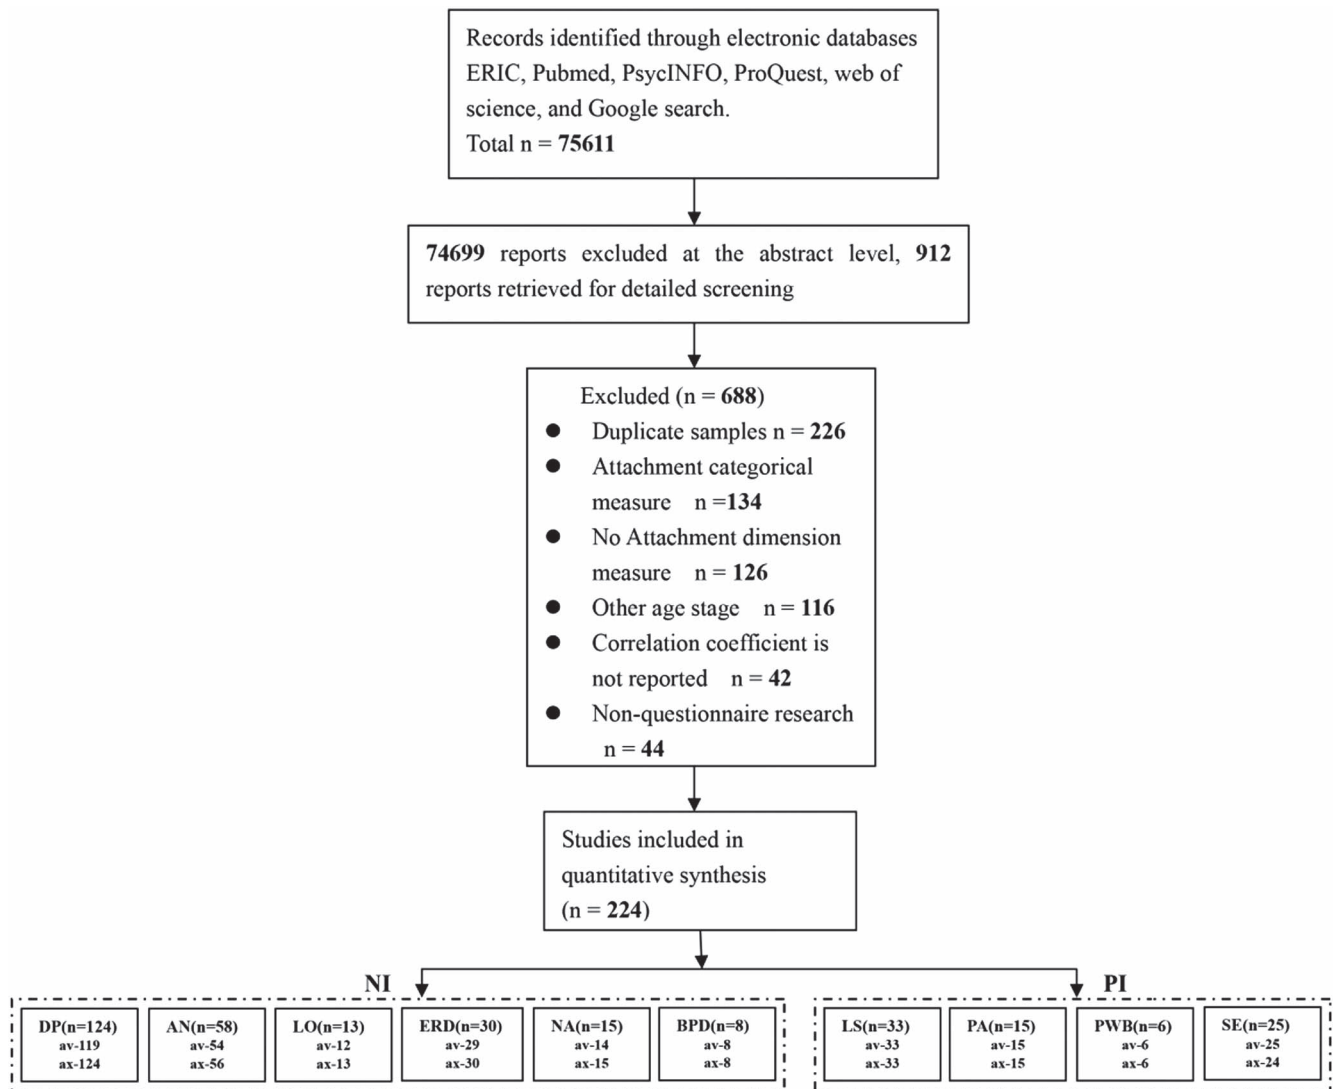 Records identified through electronic databases
ERIC, Pubmed, PsycINFO, ProQuest, web of
science, and Google search.
Total n = 75611
74699 reports excluded at the abstract level, 912
reports retrieved for detailed screening
Excluded (n = 688)
● Duplicate samples n = 226
● Attachment categorical
measure n =134
● No Attachment dimension
measure n = 126
● Other age stage n = 116
● Correlation coefficient is
not reported n = 42
● Non-questionnaire research
n = 44
Studies included in
quantitative synthesis
(n = 224)
NI
PI
DP(n=124)
av-119
ax-124
AN(n=58)
av-54
ax-56
LO(n=13)
av-12
ax-13
ERD(n=30)
av-29
ax-30
NA(n=15)
av-14
ax-15
BPD(n=8)
av-8
ax-8
LS(n=33)
av-33
ax-33
PA(n=15)
av-15
ax-15
PWB(n=6)
av-6
ax-6
SE(n=25)
av-25
ax-24